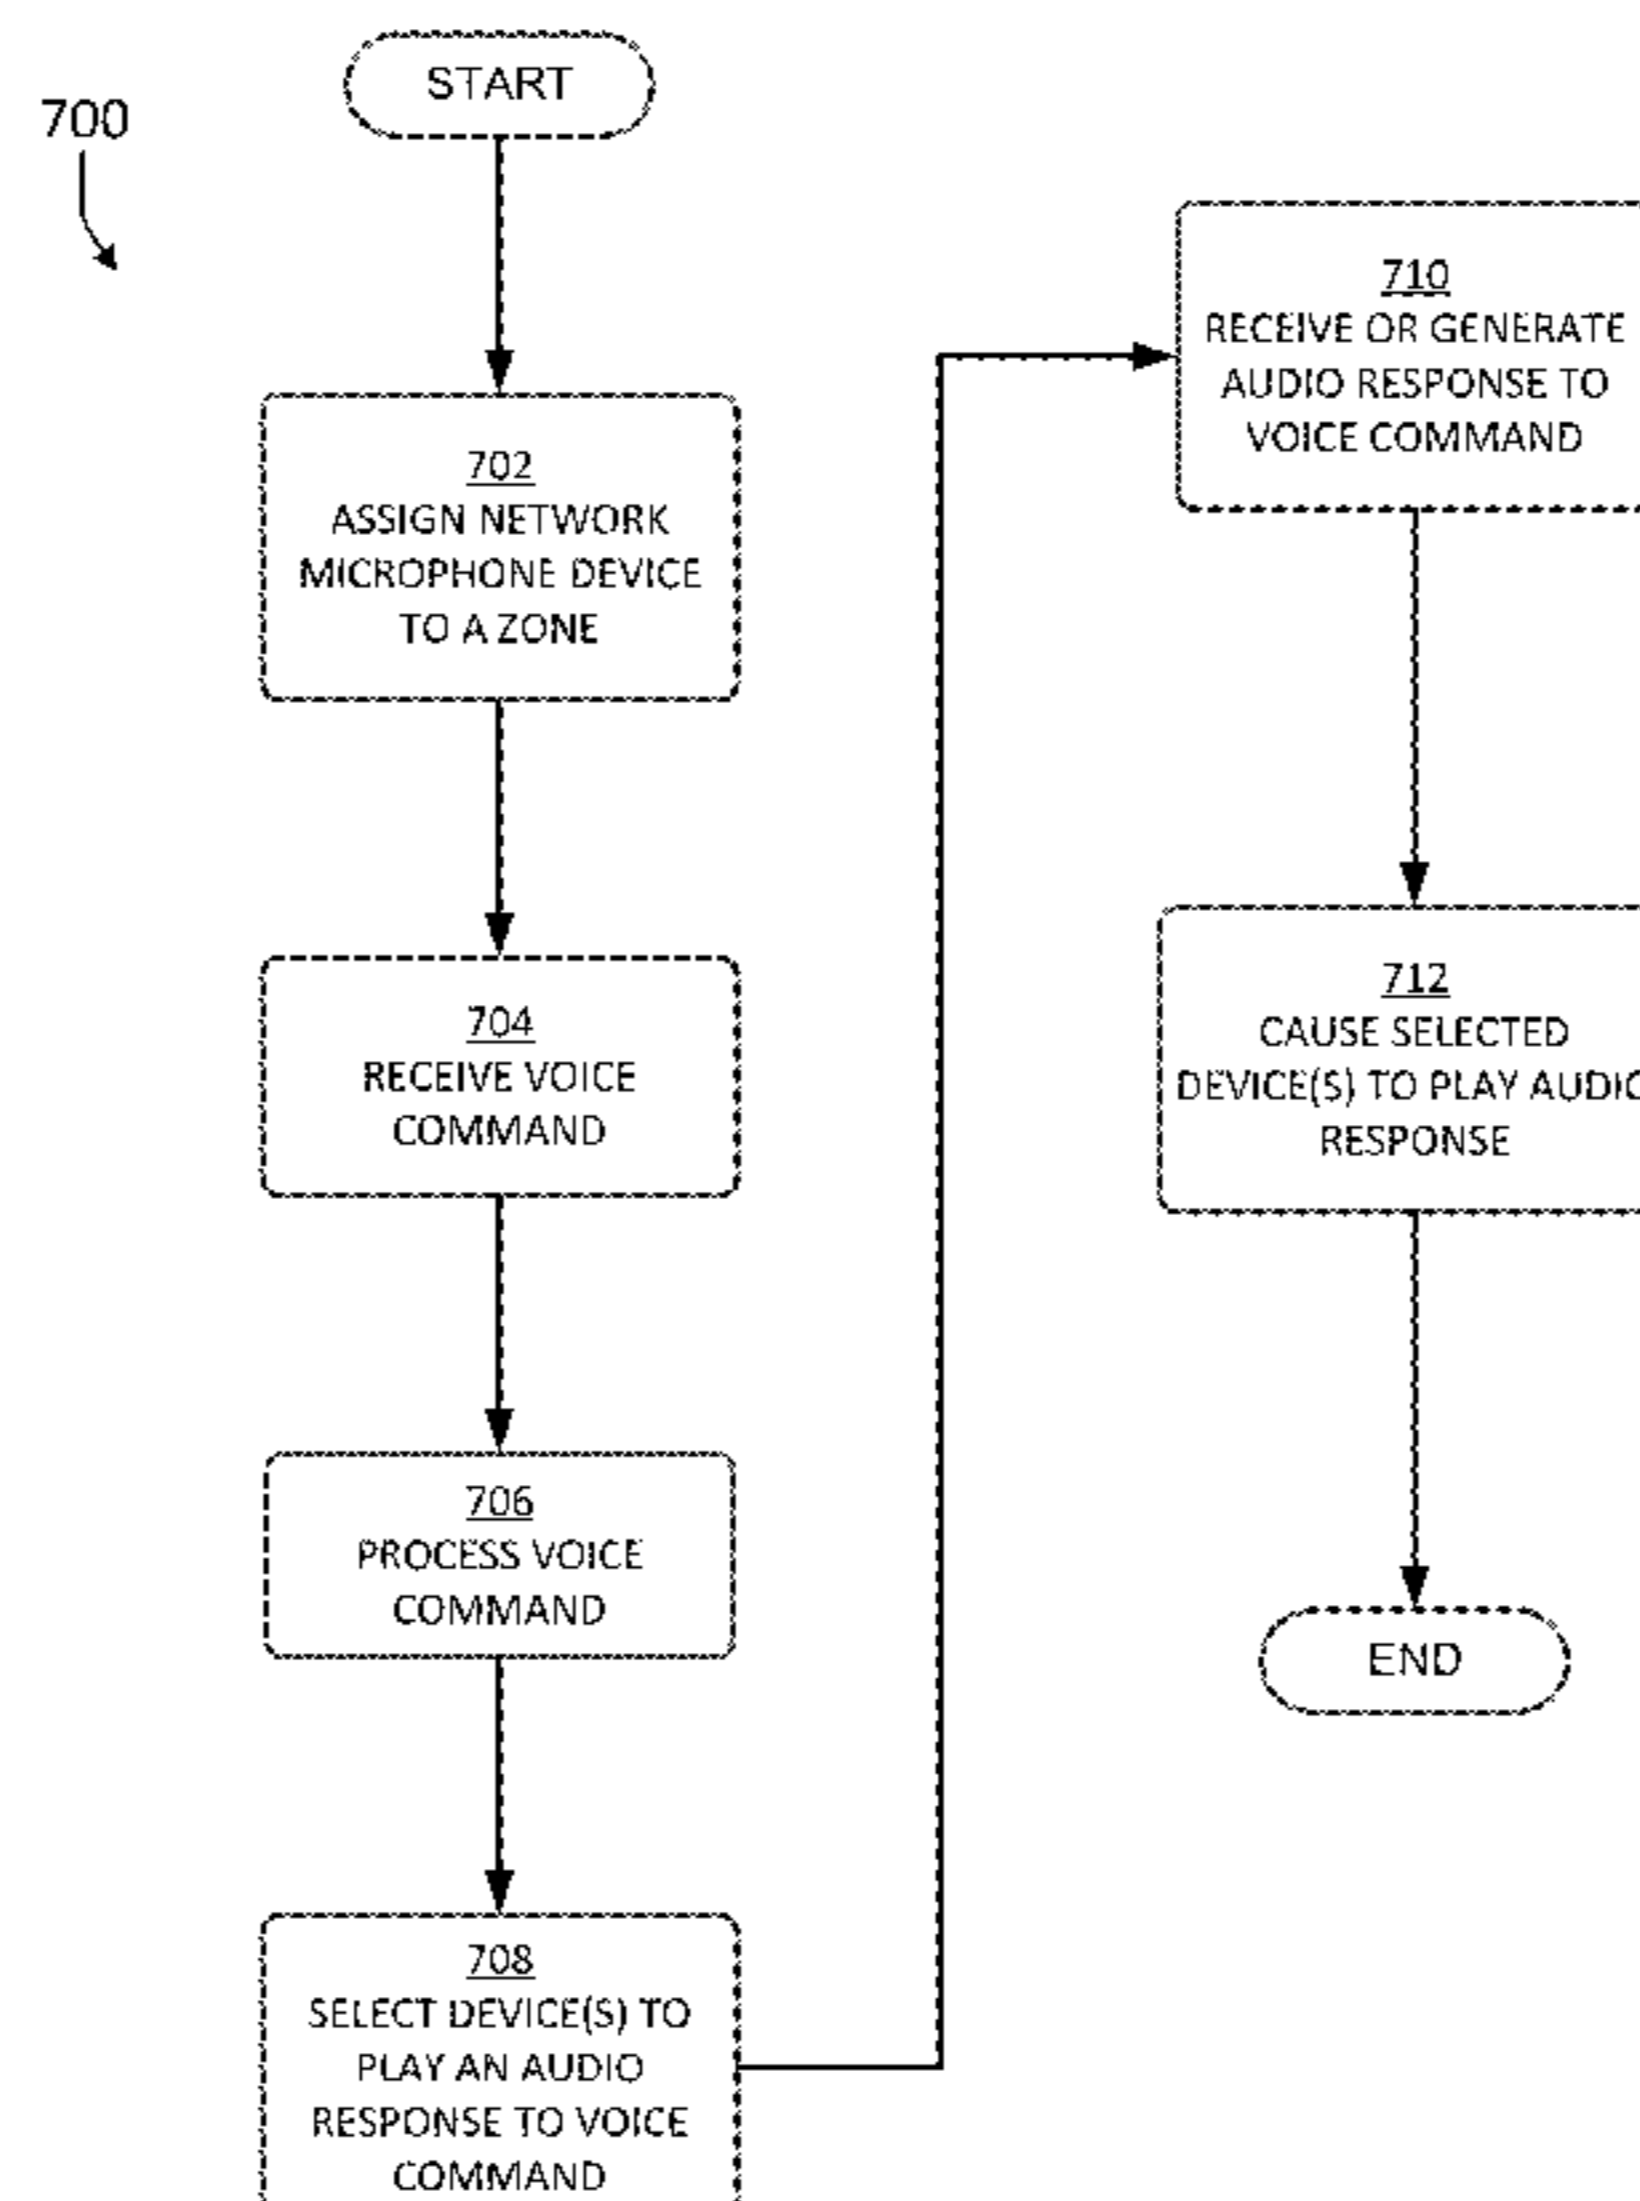 700
START
702
ASSIGN NETWORK
MICROPHONE DEVICE
TO A ZONE
704
RECEIVE VOICE
COMMAND
706
PROCESS VOICE
COMMAND
708
SELECT DEVICE(S) TO
PLAY AN AUDIO
RESPONSE TO VOICE
COMMAND
710
RECEIVE OR GENERATE
AUDIO RESPONSE TO
VOICE COMMAND
712
CAUSE SELECTED
DEVICE(S) TO PLAY AUDIO
RESPONSE
END